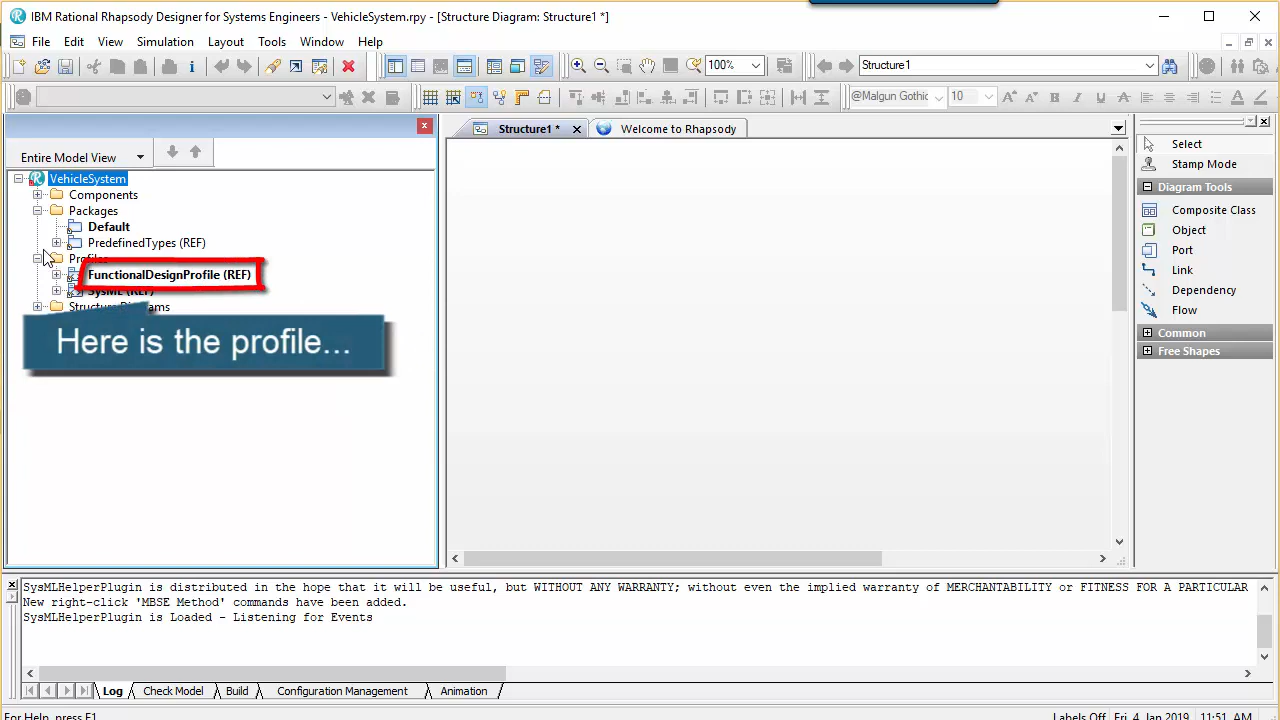 IBM Rational Rhapsody Designer for Systems Engineers - VehicleSystem.rpy - [Structure Diagram: Structure1 *]
File Edit View Simulation Layout Tools Window Help
100% Structure1
@Malgun Gothic 10
Entire Model View
Structure1 * Welcome to Rhapsody
VehicleSystem
Components
Packages
Default
PredefinedTypes (REF)
Profiles
FunctionalDesignProfile (REF)
SysML (REF)
Here is the profile...
Select
Stamp Mode
Diagram Tools
Composite Class
Object
Port
Link
Dependency
Flow
Common
Free Shapes
SysMLHelperPlugin is distributed in the hope that it will be useful, but WITHOUT ANY WARRANTY; without even the implied warranty of MERCHANTABILITY or FITNESS FOR A PARTICULAR
New right-click 'MBSE Method' commands have been added.
SysMLHelperPlugin is Loaded - Listening for Events
Log Check Model Build Configuration Management Animation
For Help, press F1 Labels Off Fri, 4, Jan 2019 11:51 AM